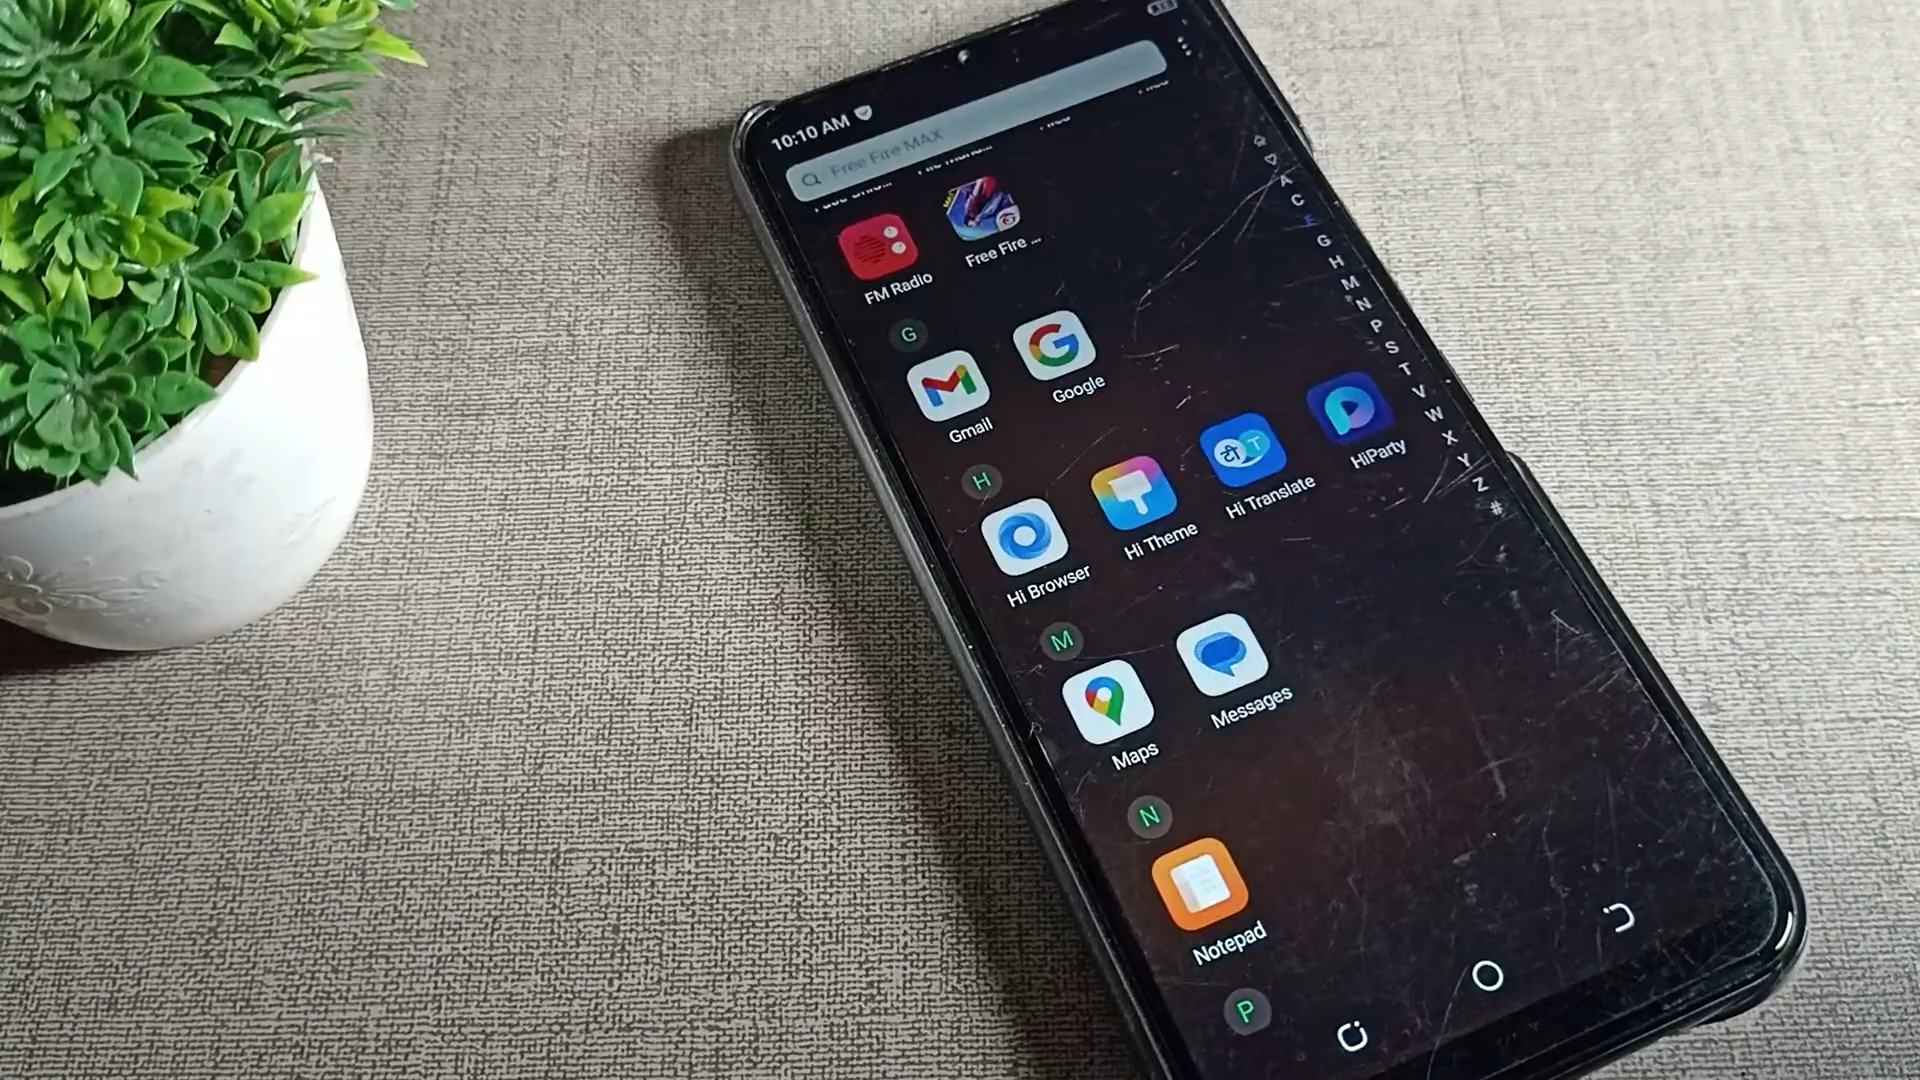 10:10 AM
Free Fire MAX
FM Radio
Free Fire ...
G
Gmail
Google
H
Hi Browser
Hi Theme
टी T
Hi Translate
HiParty
M
Maps
Messages
N
Notepad
P
A
C
F
G
H
M
N
P
S
T
V
W
X
Y
Z
#